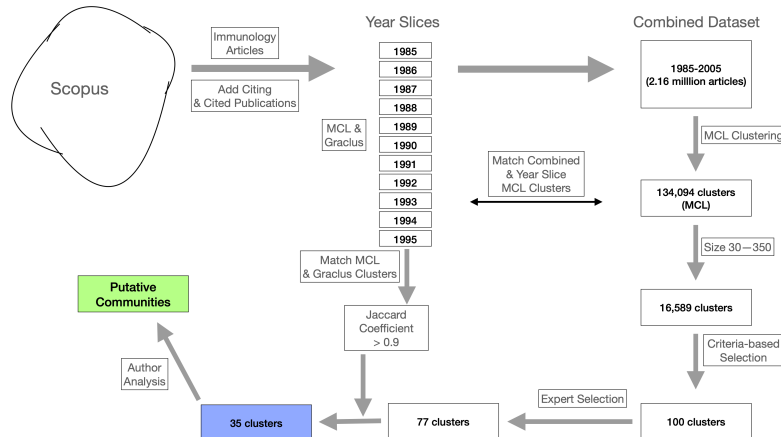 Scopus
Immunology
Articles
Add Citing
& Cited Publications
Year Slices
1985
1986
1987
1988
1989
1990
1991
1992
1993
1994
1995
MCL &
Graclus
Combined Dataset
1985-2005
(2.16 milllion articles)
MCL Clustering
Match Combined
& Year Slice
MCL Clusters
134,094 clusters
(MCL)
Size 30—350
16,589 clusters
Criteria-based
Selection
100 clusters
Expert Selection
77 clusters
Match MCL
& Graclus Clusters
Jaccard
Coefficient
> 0.9
35 clusters
Author
Analysis
Putative
Communities